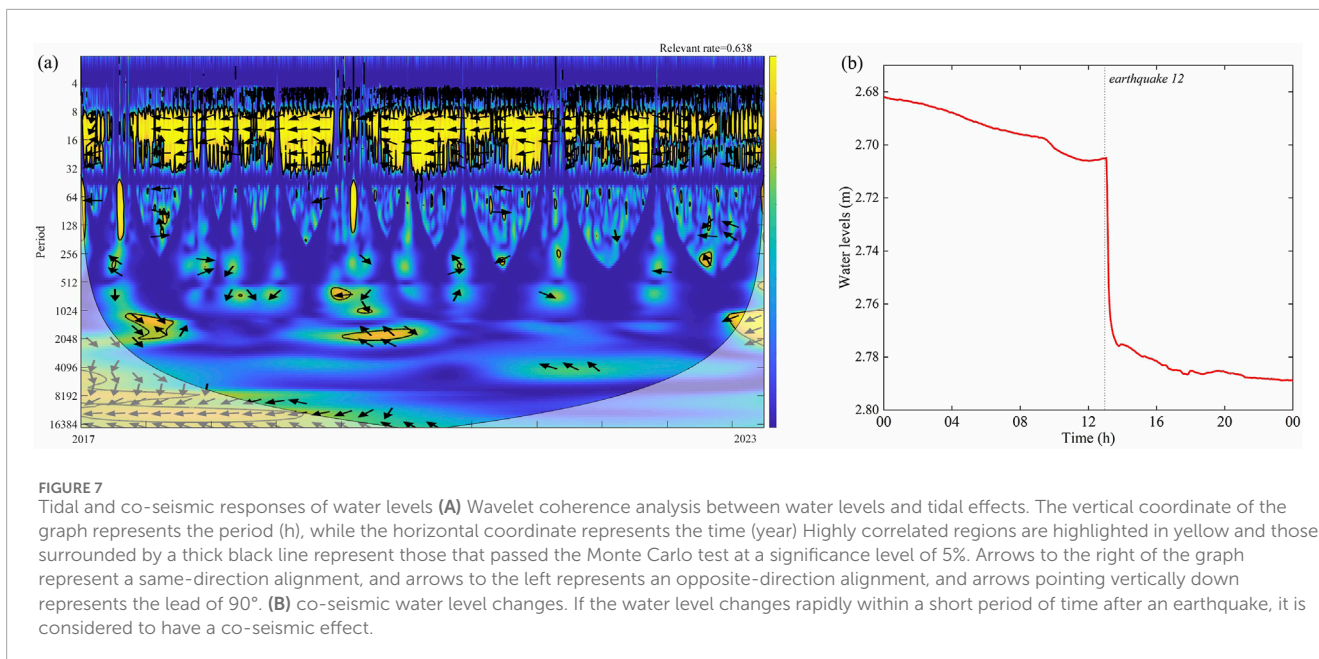 Relevant rate=0.638
(a)
4
8
16
32
64
128
256
512
1024
2048
4096
8192
16384
Period
2017
2023
(b)
earthquake 12
2.68
2.70
2.72
2.74
2.76
2.78
2.80
Water levels (m)
00 04 08 12 16 20 00
Time (h)
FIGURE 7
Tidal and co-seismic responses of water levels (A) Wavelet coherence analysis between water levels and tidal effects. The vertical coordinate of the
graph represents the period (h), while the horizontal coordinate represents the time (year) Highly correlated regions are highlighted in yellow and those
surrounded by a thick black line represent those that passed the Monte Carlo test at a significance level of 5%. Arrows to the right of the graph
represent a same-direction alignment, and arrows to the left represents an opposite-direction alignment, and arrows pointing vertically down
represents the lead of 90°. (B) co-seismic water level changes. If the water level changes rapidly within a short period of time after an earthquake, it is
considered to have a co-seismic effect.